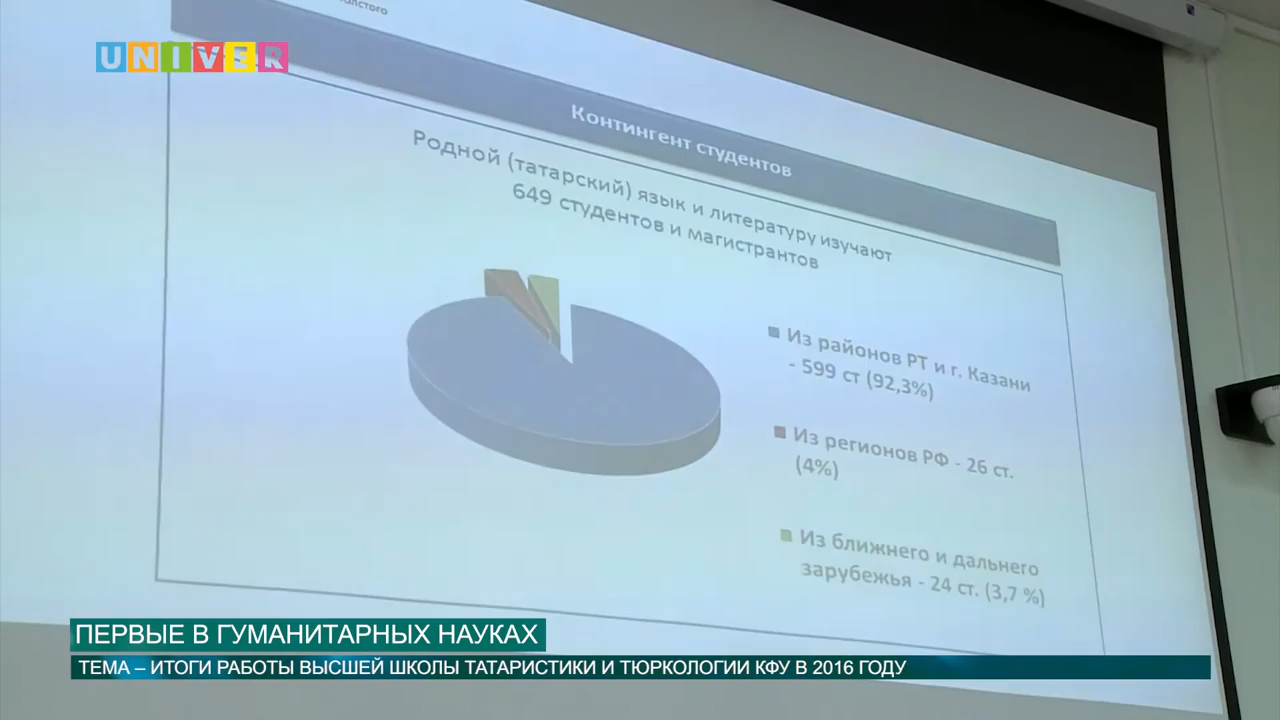 UNIVER
Контингент студентов
Родной (татарский) язык и литературу изучают
649 студентов и магистрантов
Из районов РТ и г. Казани
- 599 ст (92,3%)
Из регионов РФ - 26 ст.
(4%)
Из ближнего и дальнего
зарубежья - 24 ст. (3,7 %)
ПЕРВЫЕ В ГУМАНИТАРНЫХ НАУКАХ
ТЕМА – ИТОГИ РАБОТЫ ВЫСШЕЙ ШКОЛЫ ТАТАРИСТИКИ И ТЮРКОЛОГИИ КФУ В 2016 ГОДУ